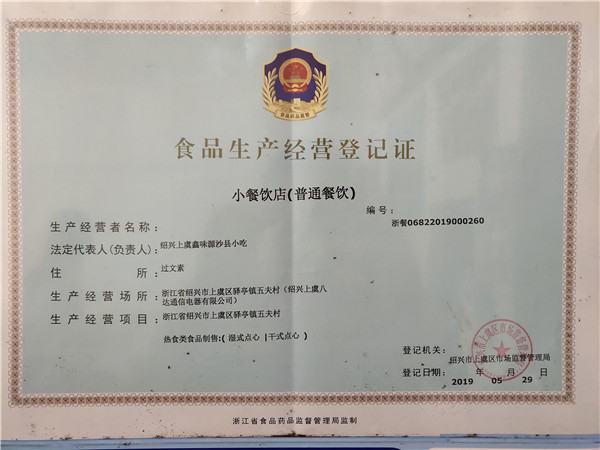 食品药品监督
食品生产经营登记证
小餐饮店(普通餐饮)
编号:
浙餐06822019000260
生产经营者名称:
绍兴上虞鑫味源沙县小吃
法定代表人(负责人):
过文素
住所:
浙江省绍兴市上虞区驿亭镇五夫村(绍兴上虞八
达通信电器有限公司)
生产经营场所:
浙江省绍兴市上虞区驿亭镇五夫村
生产经营项目:
热食类食品制售:( 湿式点心 |干式点心 )
登记机关:
绍兴市上虞区市场监督管理局
登记日期: 2019 年 05 月 29 日
浙江省食品药品监督管理局监制